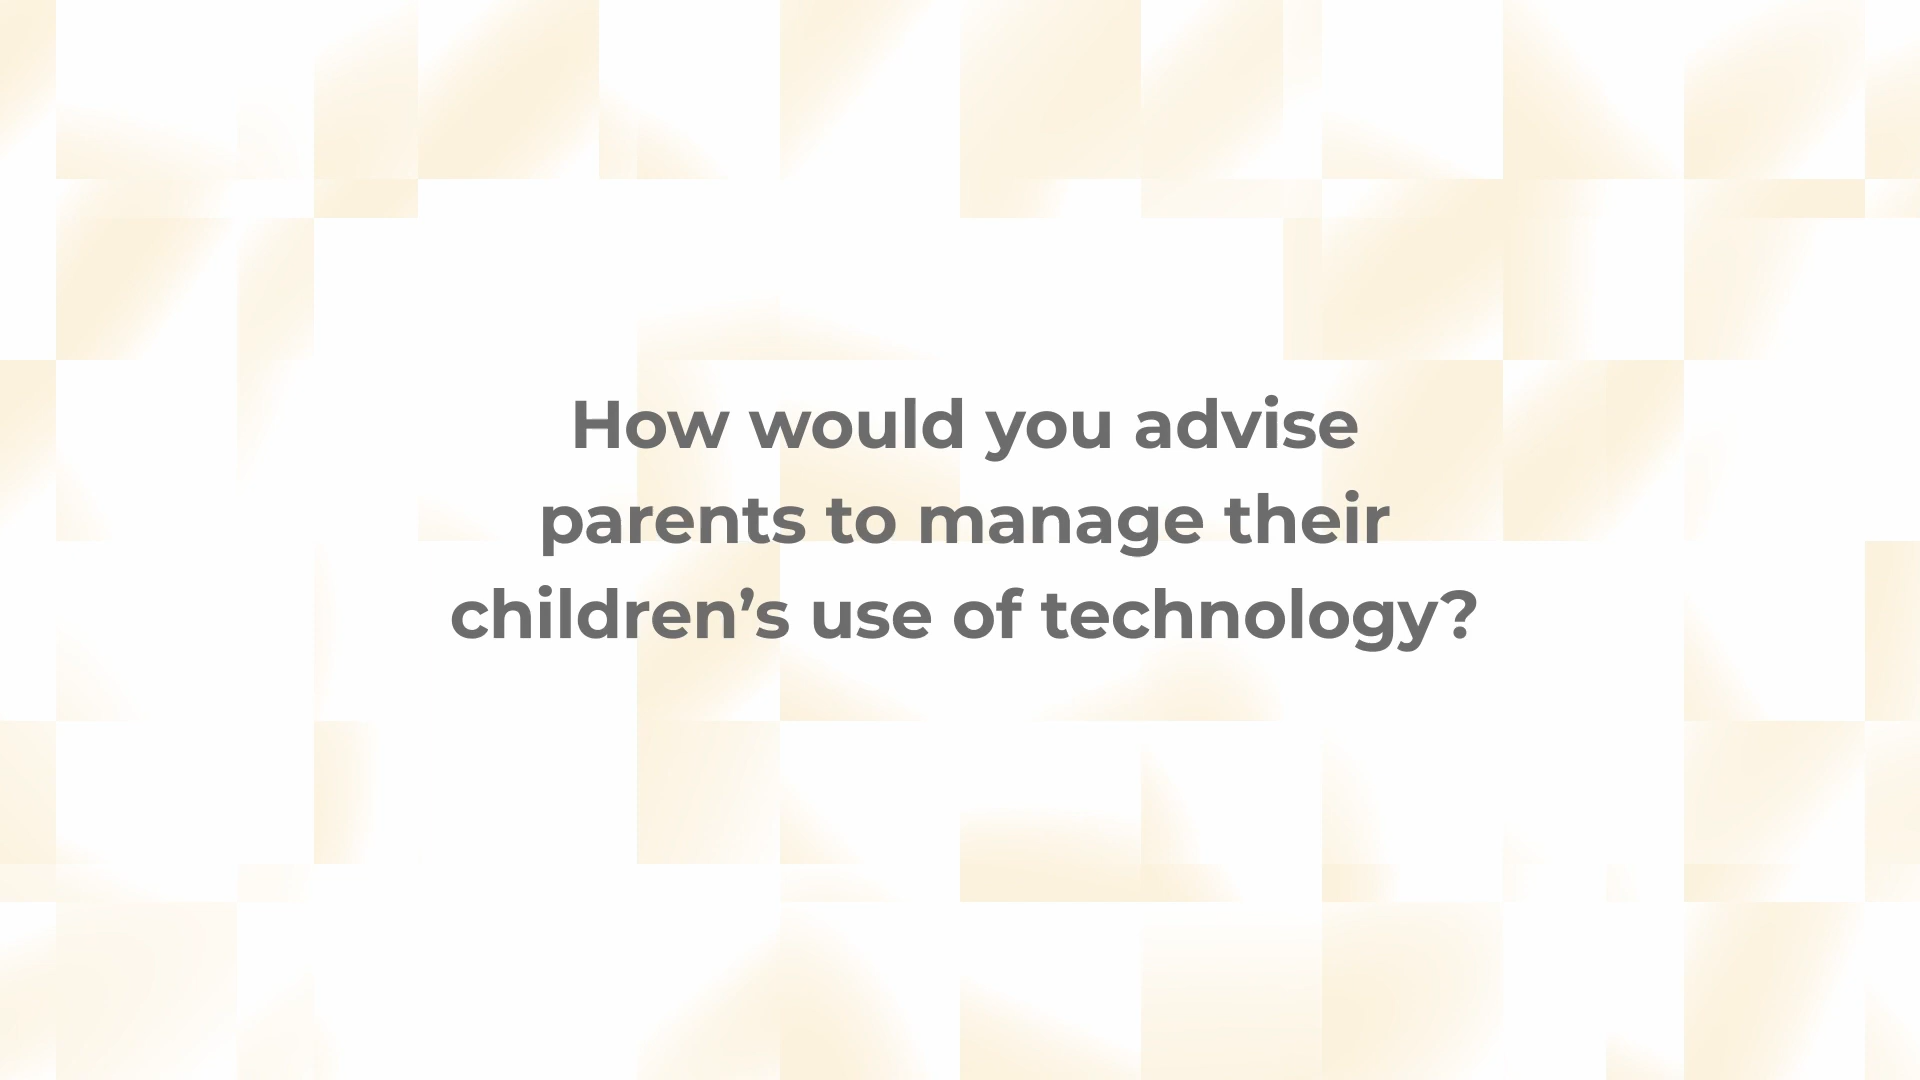 How would you advise
parents to manage their
children’s use of technology?